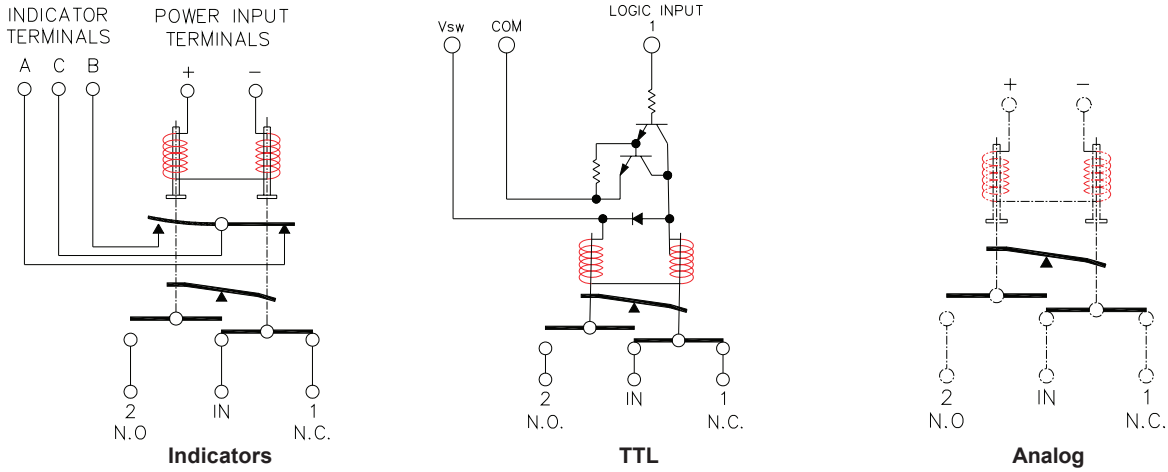 INDICATOR
TERMINALS
A C B
POWER INPUT
TERMINALS
+ −
2
N.O
IN
1
N.C.
Indicators
Vsw
COM
LOGIC INPUT
1
2
N.O.
IN
1
N.C.
TTL
+ −
2
N.O
IN
1
N.C.
Analog